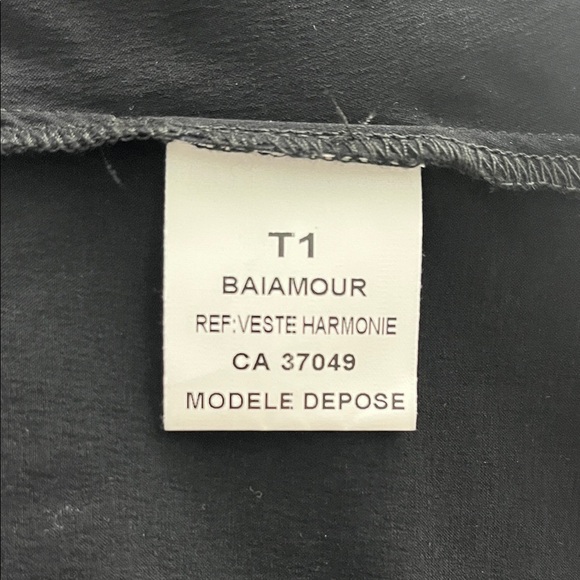 T1
BAIAMOUR
REF:VESTE HARMONIE
CA 37049
MODELE DEPOSE